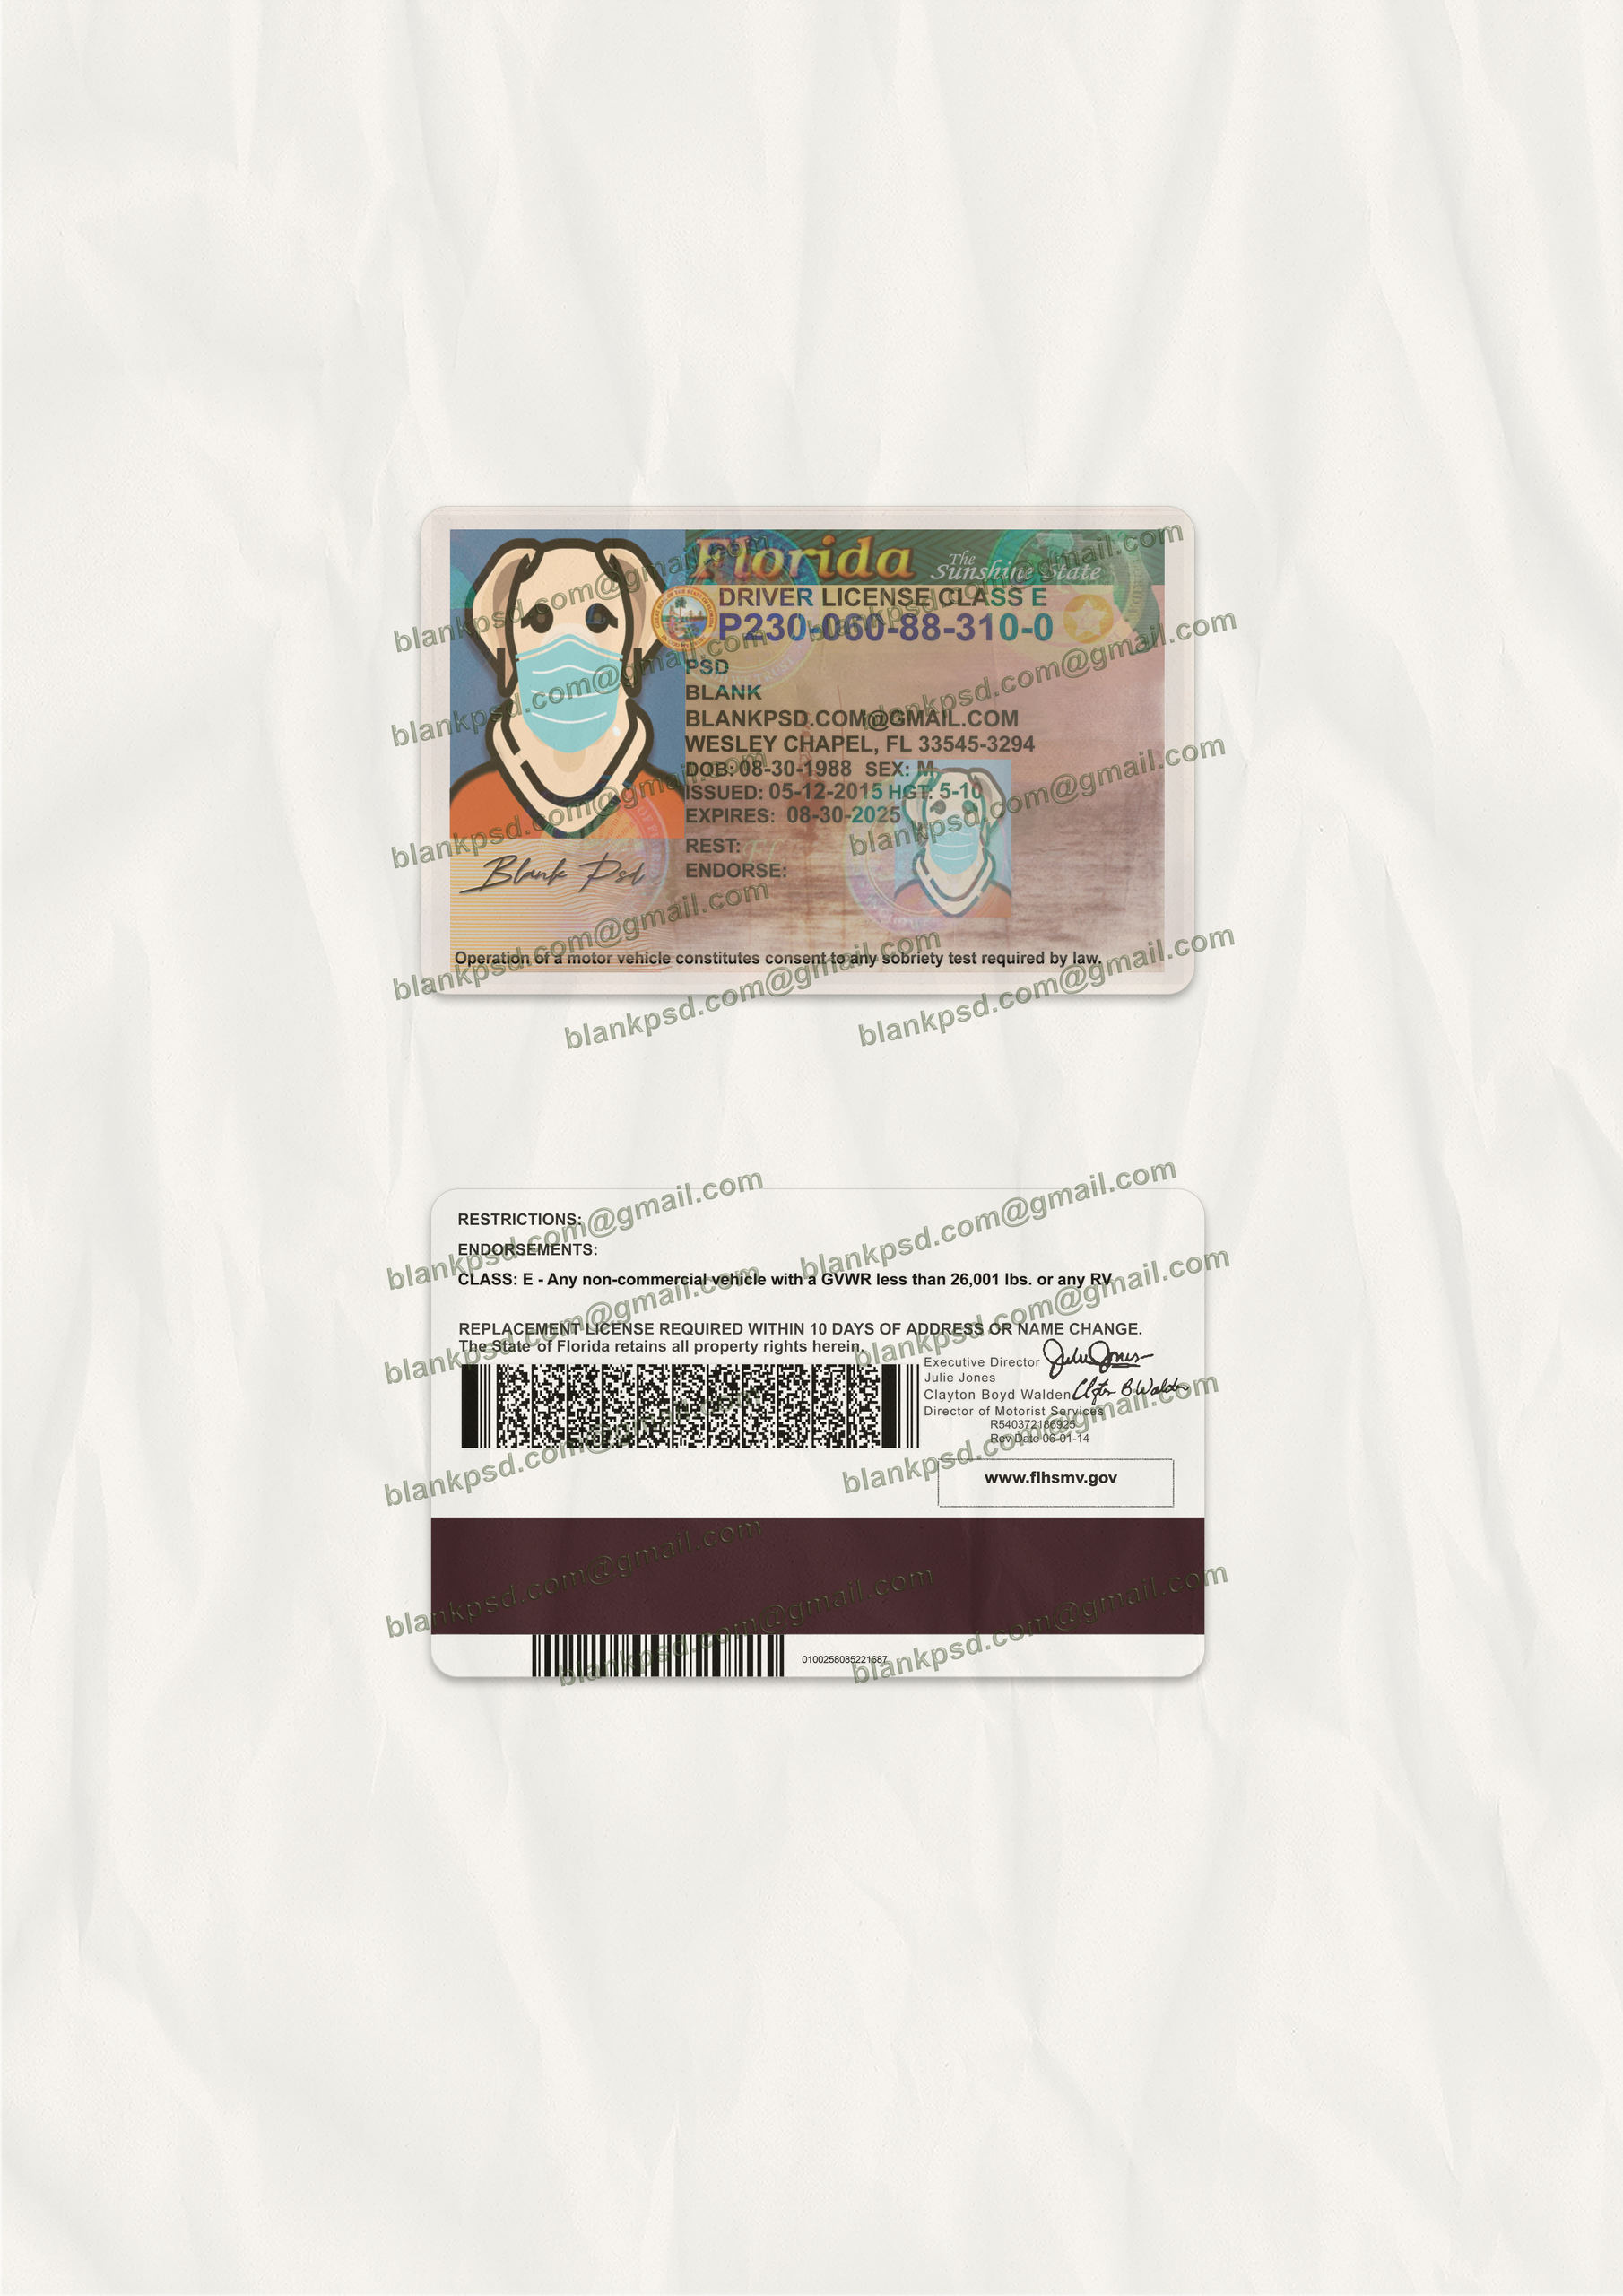 Florida The Sunshine State
DRIVER LICENSE CLASS E
P230-060-88-310-0
PSD
BLANK
BLANKPSD.COM@GMAIL.COM
WESLEY CHAPEL, FL 33545-3294
DOB: 08-30-1988 SEX: M
ISSUED: 05-12-2015 HGT: 5-10
EXPIRES: 08-30-2025
REST:
ENDORSE:
Blank Psd
Operation of a motor vehicle constitutes consent to any sobriety test required by law.
blankpsd.com@gmail.com
blankpsd.com@gmail.com
RESTRICTIONS:
ENDORSEMENTS:
CLASS: E - Any non-commercial vehicle with a GVWR less than 26,001 lbs. or any RV
REPLACEMENT LICENSE REQUIRED WITHIN 10 DAYS OF ADDRESS OR NAME CHANGE.
The State of Florida retains all property rights herein.
Executive Director
Julie Jones
Clayton Boyd Walden
Director of Motorist Services
R540372186925
Rev Date 06-01-14
www.flhsmv.gov
0100258085221687